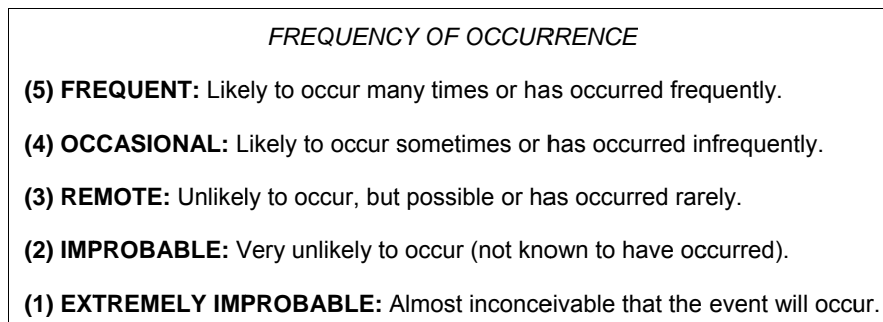 FREQUENCY OF OCCURRENCE
(5) FREQUENT: Likely to occur many times or has occurred frequently.
(4) OCCASIONAL: Likely to occur sometimes or has occurred infrequently.
(3) REMOTE: Unlikely to occur, but possible or has occurred rarely.
(2) IMPROBABLE: Very unlikely to occur (not known to have occurred).
(1) EXTREMELY IMPROBABLE: Almost inconceivable that the event will occur.